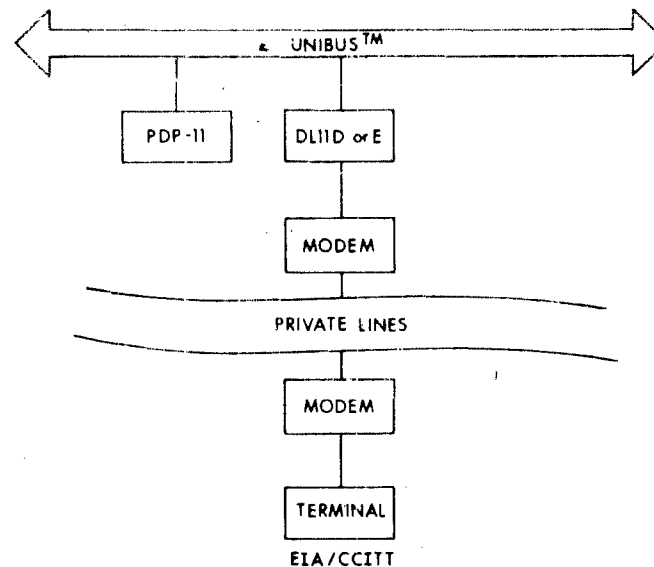 & UNIBUS™
PDP-11
DL11D or E
MODEM
PRIVATE LINES
MODEM
TERMINAL
EIA/CCITT